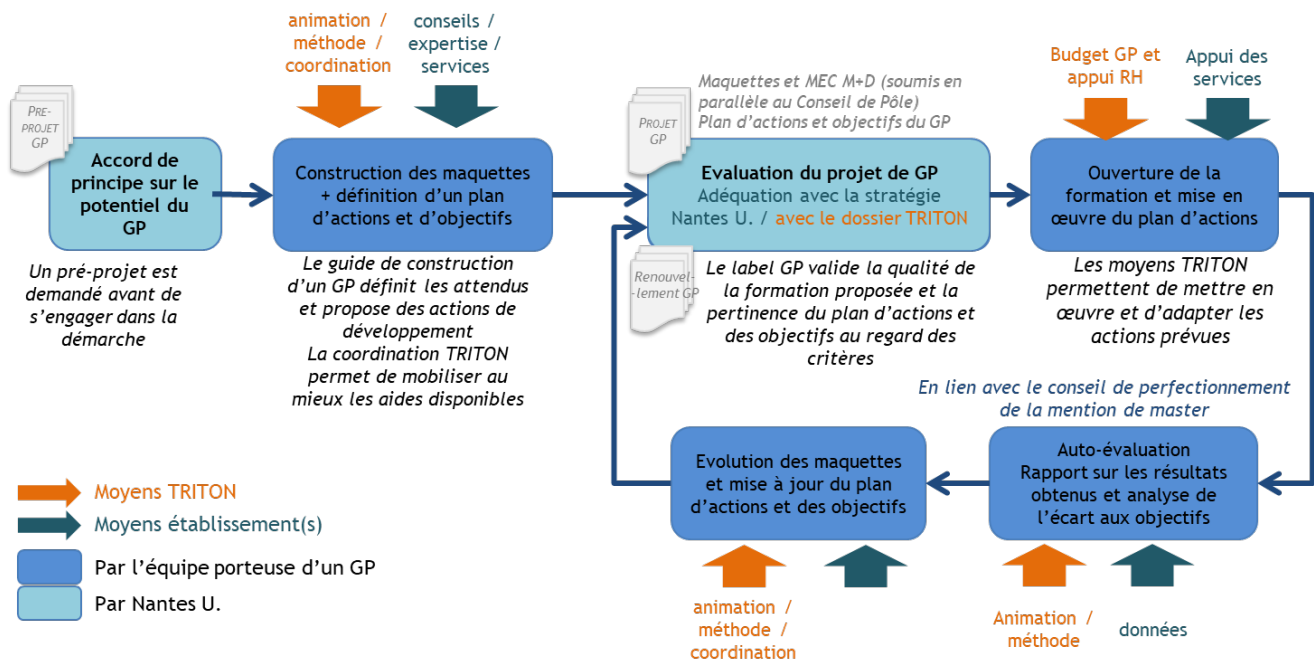 animation /
méthode /
coordination
conseils /
expertise /
services
Budget GP et
appui RH
Appui des
services
PRE-
PROJET
GP
Accord de
principe sur le
potentiel du
GP
Un pré-projet est
demandé avant de
s’engager dans la
démarche
Construction des maquettes
+ définition d’un plan
d’actions et d’objectifs
Le guide de construction
d’un GP définit les attendus
et propose des actions de
développement
La coordination TRITON
permet de mobiliser au
mieux les aides disponibles
Maquettes et MEC M+D (soumis en
parallèle au Conseil de Pôle)
Plan d’actions et objectifs du GP
PROJET
GP
Evaluation du projet de GP
Adéquation avec la stratégie
Nantes U. / avec le dossier TRITON
Renouvel-
-lement GP
Le label GP valide la qualité de
la formation proposée et la
pertinence du plan d’actions et
des objectifs au regard des
critères
Ouverture de la
formation et mise en
œuvre du plan d’actions
Les moyens TRITON
permettent de mettre en
œuvre et d’adapter les
actions prévues
En lien avec le conseil de perfectionnement
de la mention de master
Auto-évaluation
Rapport sur les résultats
obtenus et analyse de
l’écart aux objectifs
Animation /
méthode
données
Evolution des maquettes
et mise à jour du plan
d’actions et des objectifs
animation /
méthode /
coordination
Moyens TRITON
Moyens établissement(s)
Par l’équipe porteuse d’un GP
Par Nantes U.